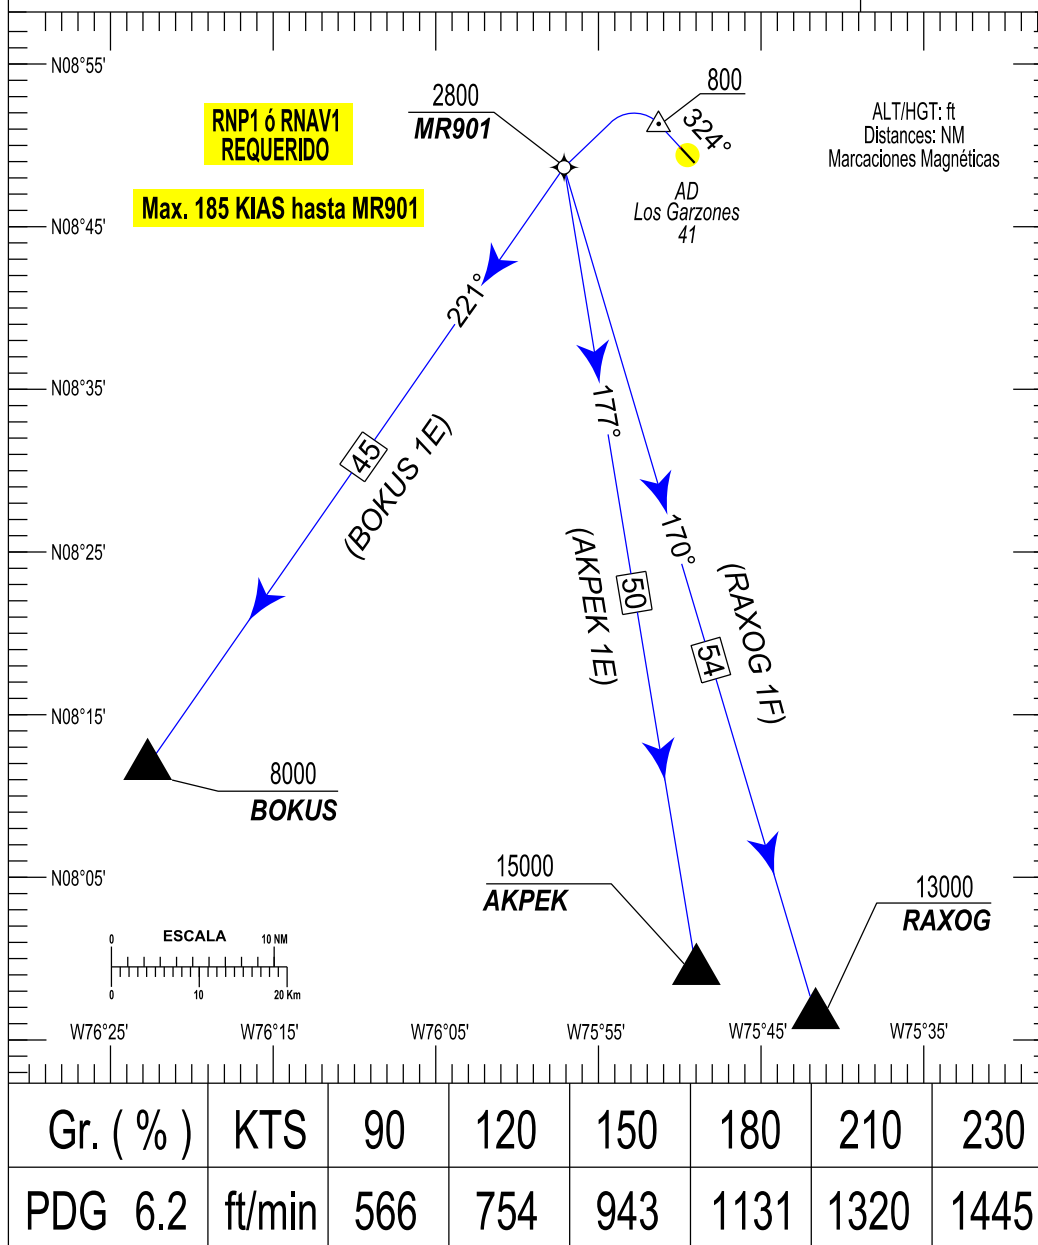 N08°55'
800
2800
MR901
324°
RNP1 ó RNAV1
REQUERIDO
ALT/HGT: ft
Distances: NM
Marcaciones Magnéticas
Max. 185 KIAS hasta MR901
AD
Los Garzones
41
N08°45'
221°
N08°35'
177°
45
(BOKUS 1E)
170°
N08°25'
(AKPEK 1E)
50
(RAXOG 1F)
54
N08°15'
8000
BOKUS
15000
AKPEK
N08°05'
13000
RAXOG
ESCALA
0
10 NM
0
10
20 Km
W76°25'
W76°15'
W76°05'
W75°55'
W75°45'
W75°35'
Gr. ( % ) KTS 90 120 150 180 210 230
PDG 6.2 ft/min 566 754 943 1131 1320 1445